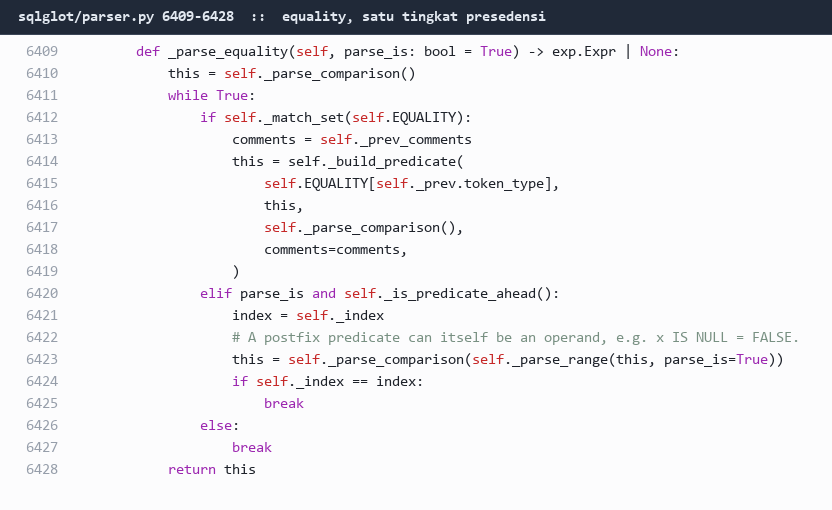 sqlglot/parser.py 6409-6428  ::  equality, satu tingkat presedensi
6409         def _parse_equality(self, parse_is: bool = True) -> exp.Expr | None:
6410             this = self._parse_comparison()
6411             while True:
6412                 if self._match_set(self.EQUALITY):
6413                     comments = self._prev_comments
6414                     this = self._build_predicate(
6415                         self.EQUALITY[self._prev.token_type],
6416                         this,
6417                         self._parse_comparison(),
6418                         comments=comments,
6419                     )
6420                 elif parse_is and self._is_predicate_ahead():
6421                     index = self._index
6422                     # A postfix predicate can itself be an operand, e.g. x IS NULL = FALSE.
6423                     this = self._parse_comparison(self._parse_range(this, parse_is=True))
6424                     if self._index == index:
6425                         break
6426                 else:
6427                     break
6428             return this